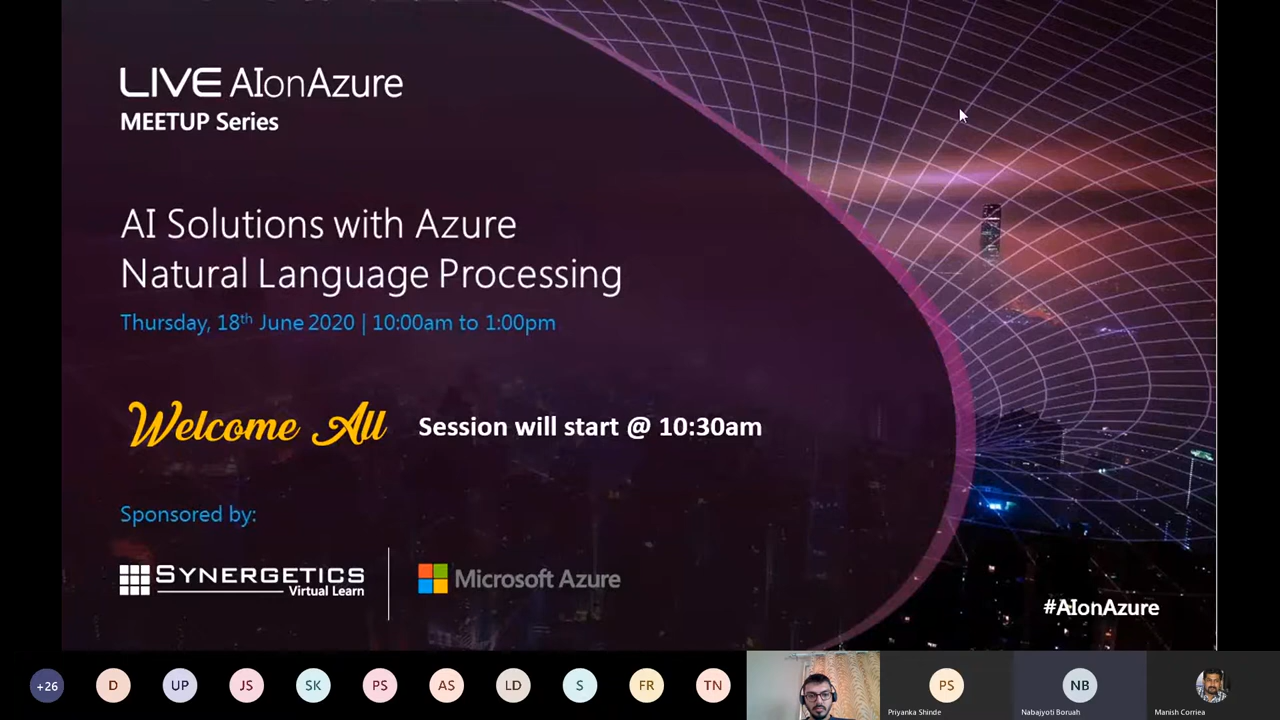 LIVE AIonAzure
MEETUP Series
AI Solutions with Azure
Natural Language Processing
Thursday, 18th June 2020 | 10:00am to 1:00pm
Welcome All
Session will start @ 10:30am
Sponsored by:
SYNERGETICS
Virtual Learn
Microsoft Azure
#AIonAzure
+26
D
UP
JS
SK
PS
AS
LD
S
FR
TN
PS
Priyanka Shinde
NB
Nabajyoti Boruah
Manish Corriea